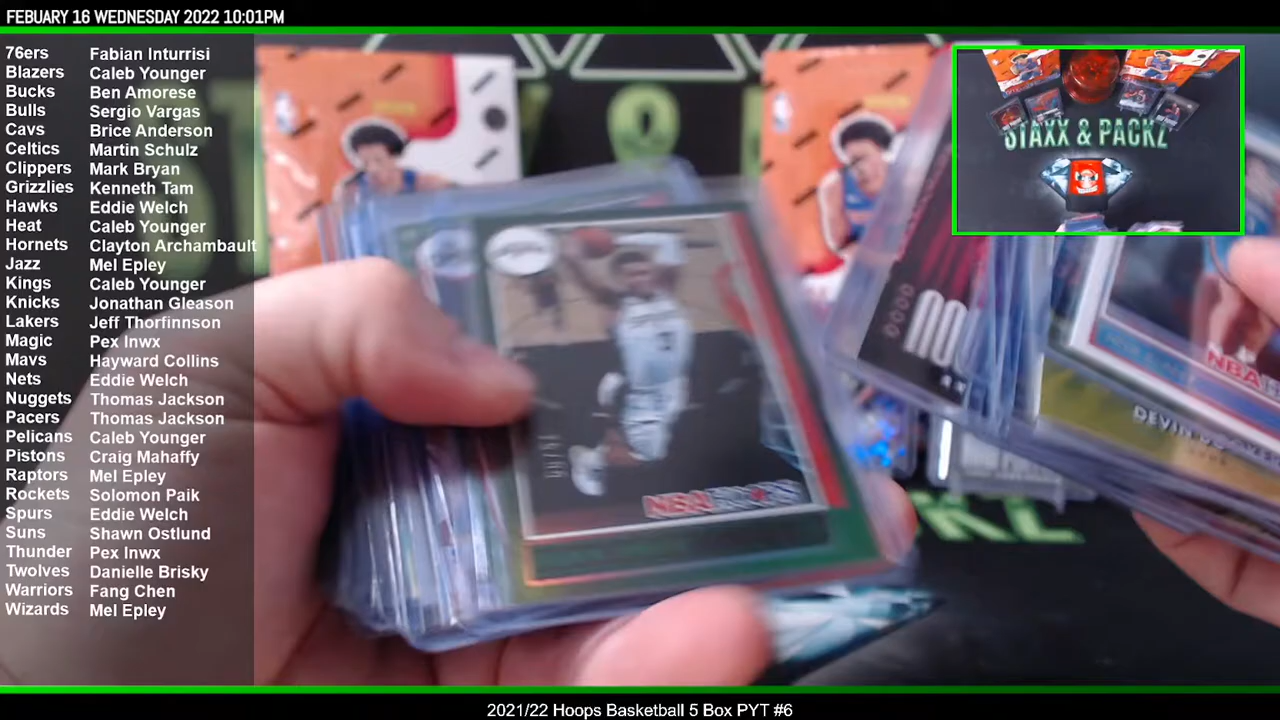 FEBUARY 16 WEDNESDAY 2022 10:01PM
76ers Fabian Inturrisi
Blazers Caleb Younger
Bucks Ben Amorese
Bulls Sergio Vargas
Cavs Brice Anderson
Celtics Martin Schulz
Clippers Mark Bryan
Grizzlies Kenneth Tam
Hawks Eddie Welch
Heat Caleb Younger
Hornets Clayton Archambault
Jazz Mel Epley
Kings Caleb Younger
Knicks Jonathan Gleason
Lakers Jeff Thorfinnson
Magic Pex Inwx
Mavs Hayward Collins
Nets Eddie Welch
Nuggets Thomas Jackson
Pacers Thomas Jackson
Pelicans Caleb Younger
Pistons Craig Mahaffy
Raptors Mel Epley
Rockets Solomon Paik
Spurs Eddie Welch
Suns Shawn Ostlund
Thunder Pex Inwx
Twolves Danielle Brisky
Warriors Fang Chen
Wizards Mel Epley
STAXX & PACKZ
NBA HOOPS
NBA
DEVIN
2021/22 Hoops Basketball 5 Box PYT #6